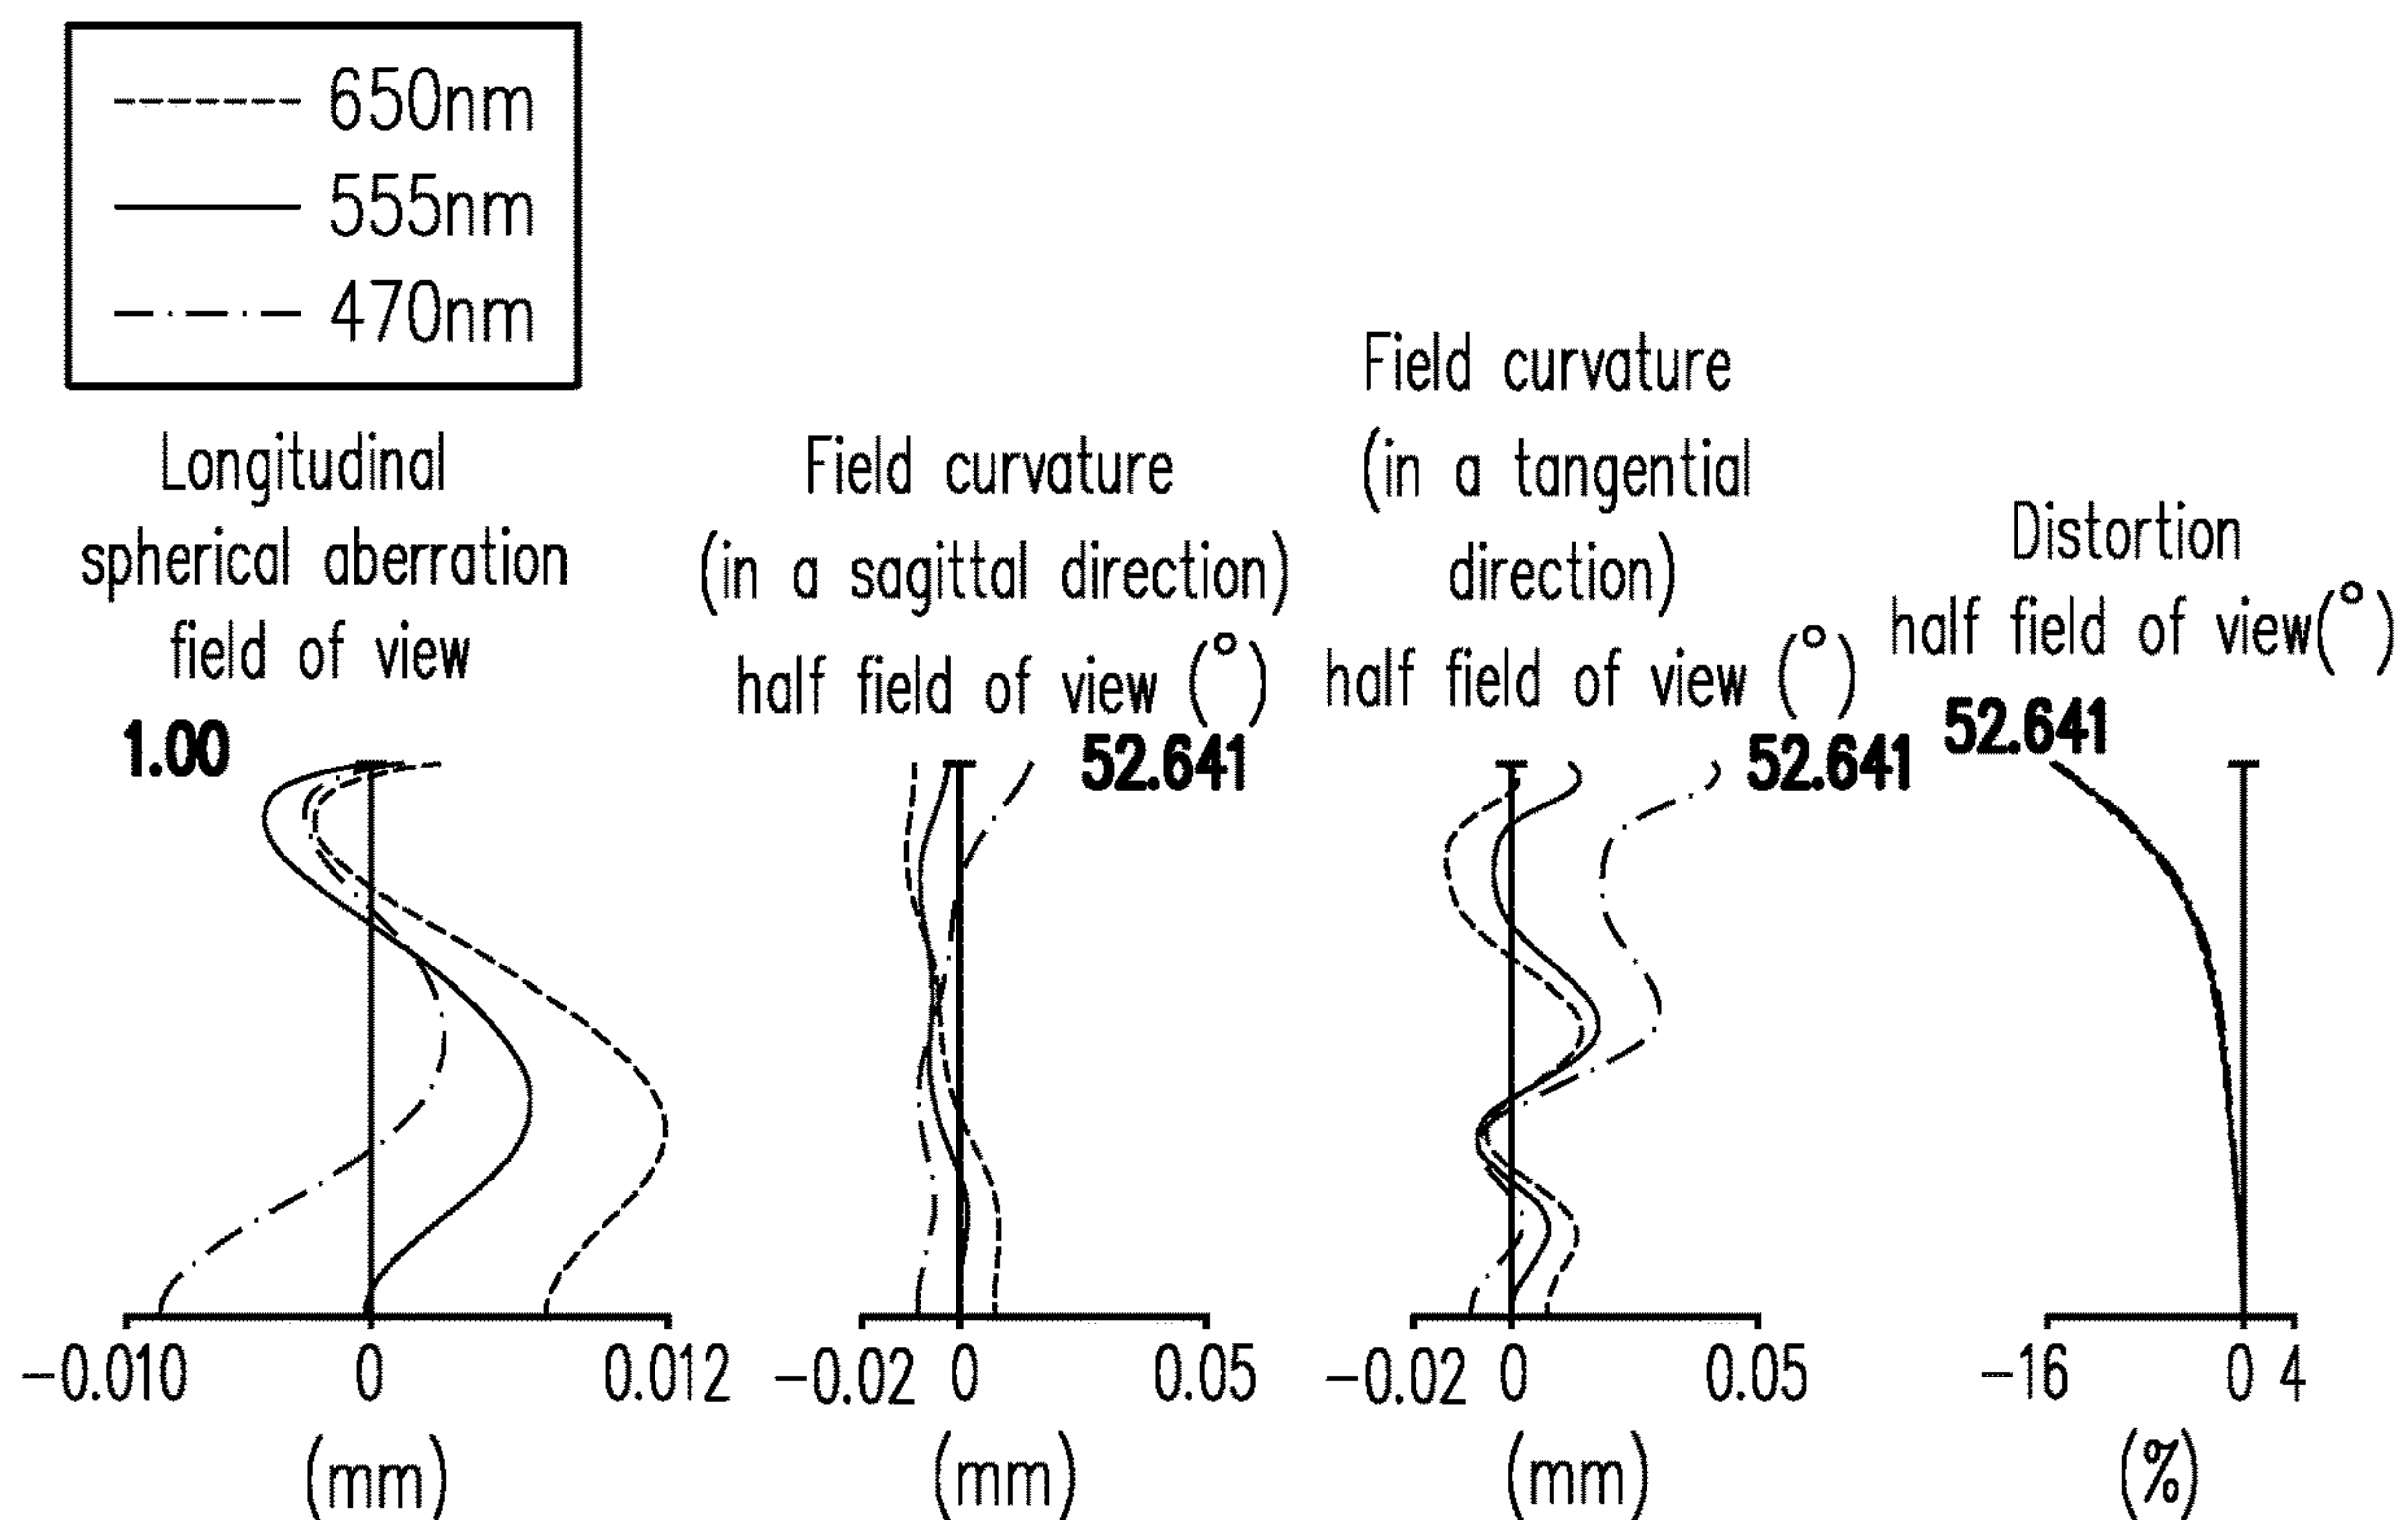 650nm
555nm
470nm
Longitudinal
spherical aberration
field of view
1.00
-0.010 0 0.012
(mm)
Field curvature
(in a sagittal direction)
half field of view (°)
52.641
-0.02 0 0.05
(mm)
Field curvature
(in a tangential
direction)
half field of view (°)
52.641
-0.02 0 0.05
(mm)
Distortion
half field of view(°)
52.641
-16 0 4
(%)